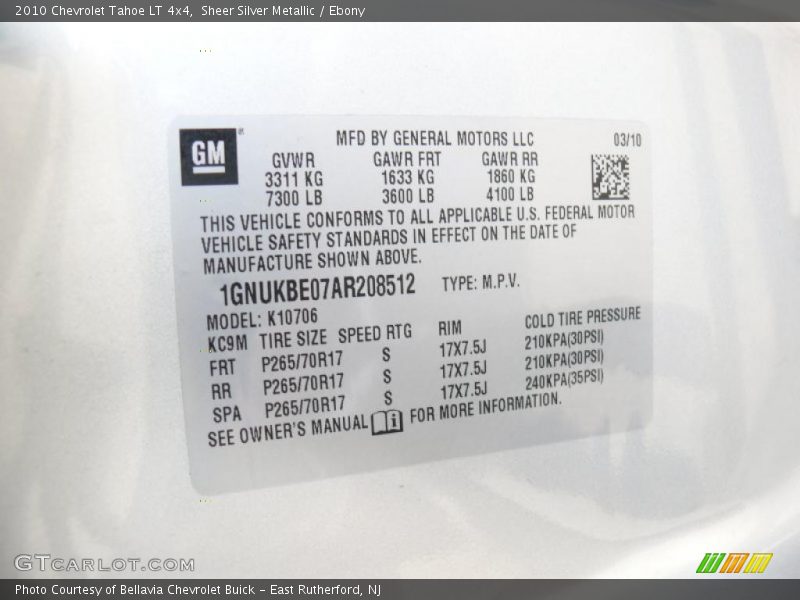 2010 Chevrolet Tahoe LT 4x4, Sheer Silver Metallic / Ebony
GM®
MFD BY GENERAL MOTORS LLC 03/10
GVWR GAWR FRT GAWR RR
3311 KG 1633 KG 1860 KG
7300 LB 3600 LB 4100 LB
THIS VEHICLE CONFORMS TO ALL APPLICABLE U.S. FEDERAL MOTOR
VEHICLE SAFETY STANDARDS IN EFFECT ON THE DATE OF
MANUFACTURE SHOWN ABOVE.
1GNUKBE07AR208512 TYPE: M.P.V.
MODEL: K10706
KC9M TIRE SIZE SPEED RTG RIM COLD TIRE PRESSURE
FRT P265/70R17 S 17X7.5J 210KPA(30PSI)
RR P265/70R17 S 17X7.5J 210KPA(30PSI)
SPA P265/70R17 S 17X7.5J 240KPA(35PSI)
SEE OWNER'S MANUAL FOR MORE INFORMATION.
GTCARLOT.COM
Photo Courtesy of Bellavia Chevrolet Buick - East Rutherford, NJ